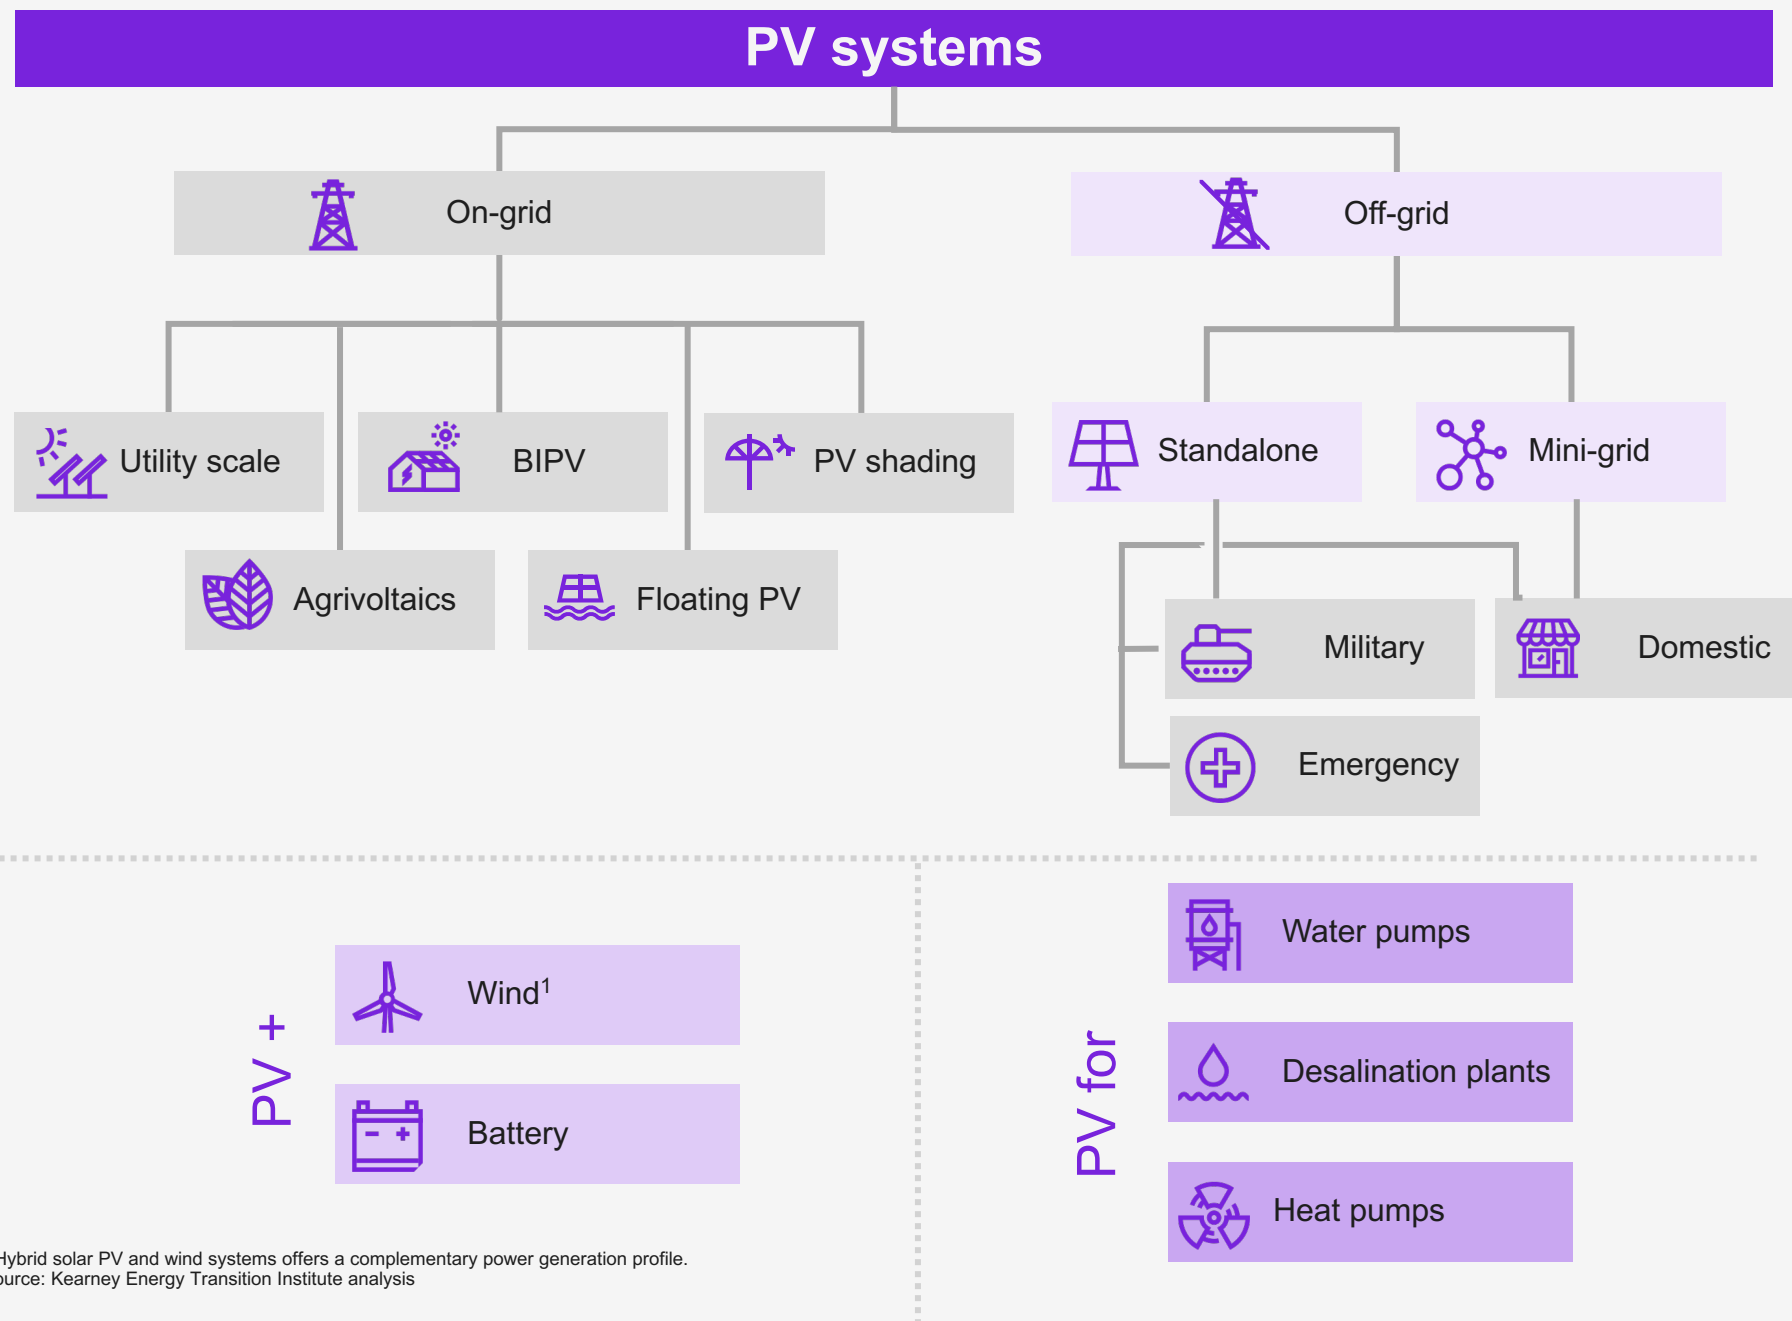 PV systems
On-grid
Off-grid
Utility scale
BIPV
PV shading
Standalone
Mini-grid
Agrivoltaics
Floating PV
Military
Domestic
Emergency
PV +
Wind¹
Battery
PV for
Water pumps
Desalination plants
Heat pumps
Hybrid solar PV and wind systems offers a complementary power generation profile.
ource: Kearney Energy Transition Institute analysis